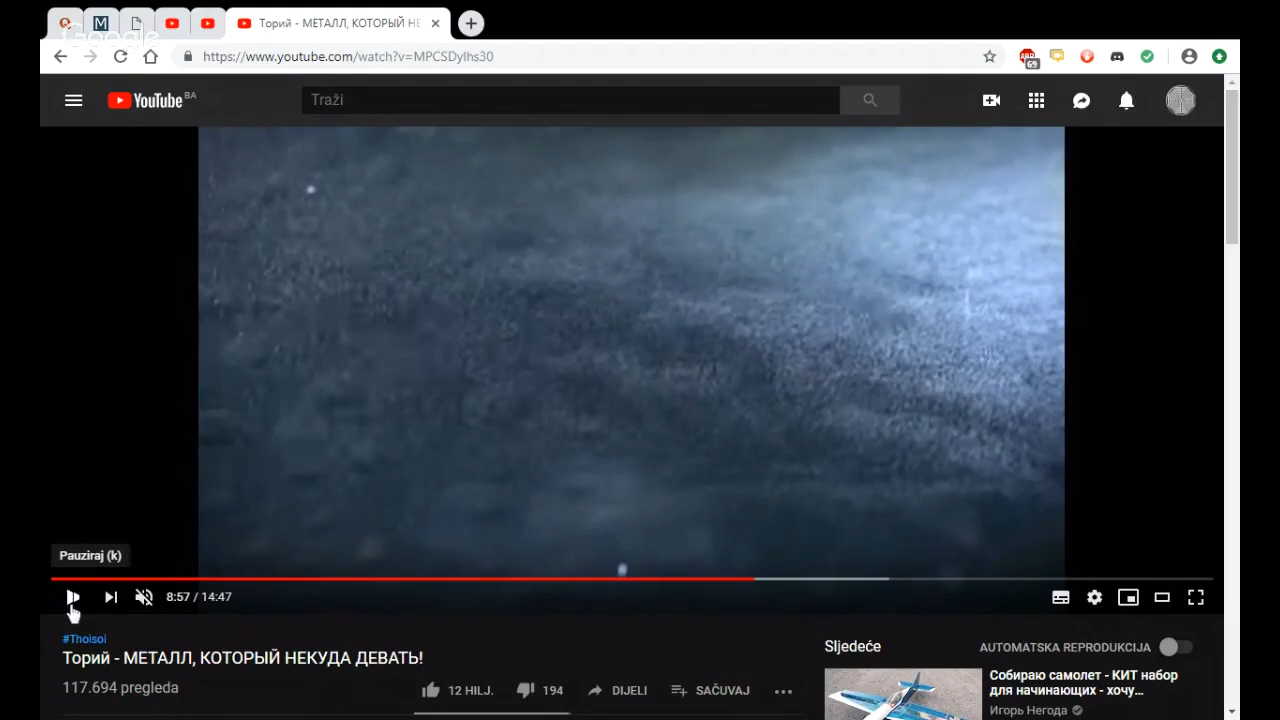 Торий - МЕТАЛЛ, КОТОРЫЙ НЕ
Google
https://www.youtube.com/watch?v=MPCSDyIhs30
69
YouTube BA
Traži
Pauziraj (k)
8:57 / 14:47
#Thoisoi
Торий - МЕТАЛЛ, КОТОРЫЙ НЕКУДА ДЕВАТЬ!
117.694 pregleda
12 HILJ.
194
DIJELI
SAČUVAJ
Sljedeće
AUTOMATSKA REPRODUKCIJA
Собираю самолет - КИТ набор
для начинающих - хочу...
Игорь Негода